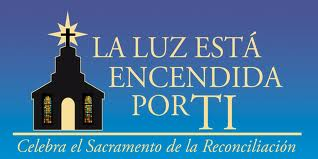 LA LUZ ESTÁ
ENCENDIDA
POR TI
Celebra el Sacramento de la Reconciliación